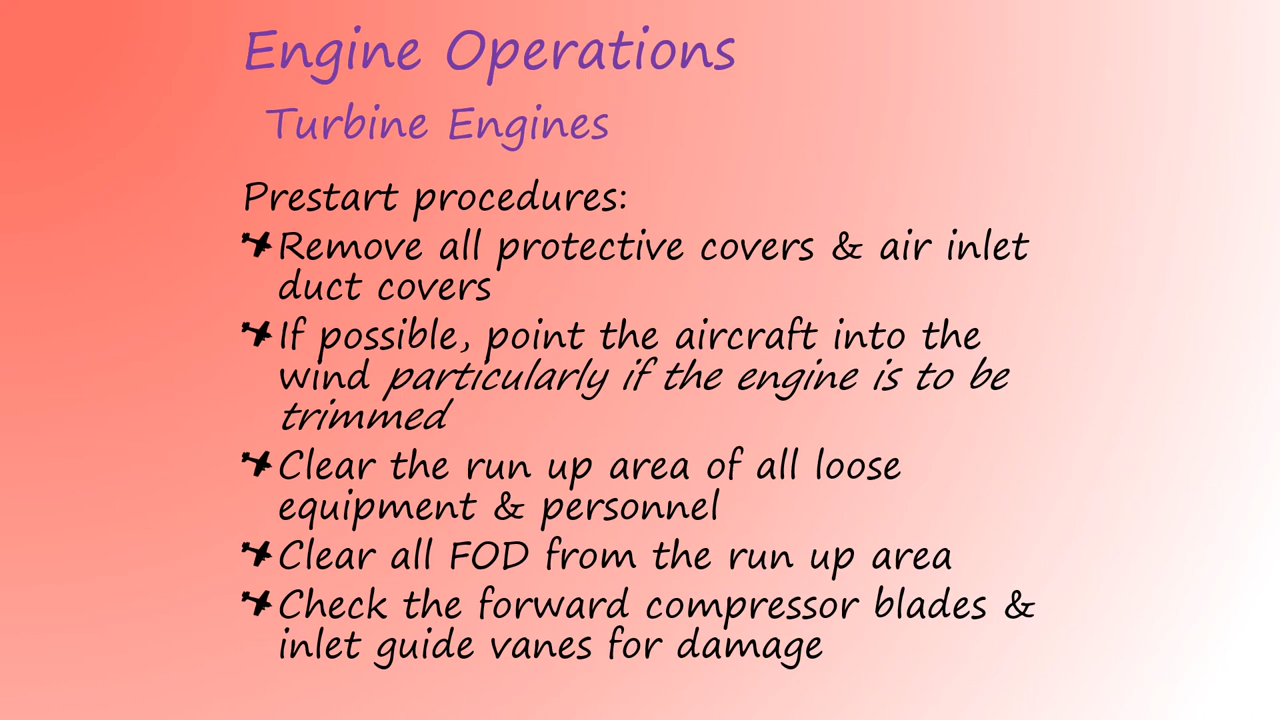 Engine Operations
Turbine Engines
Prestart procedures:
Remove all protective covers & air inlet
duct covers
If possible, point the aircraft into the
wind particularly if the engine is to be
trimmed
Clear the run up area of all loose
equipment & personnel
Clear all FOD from the run up area
Check the forward compressor blades &
inlet guide vanes for damage